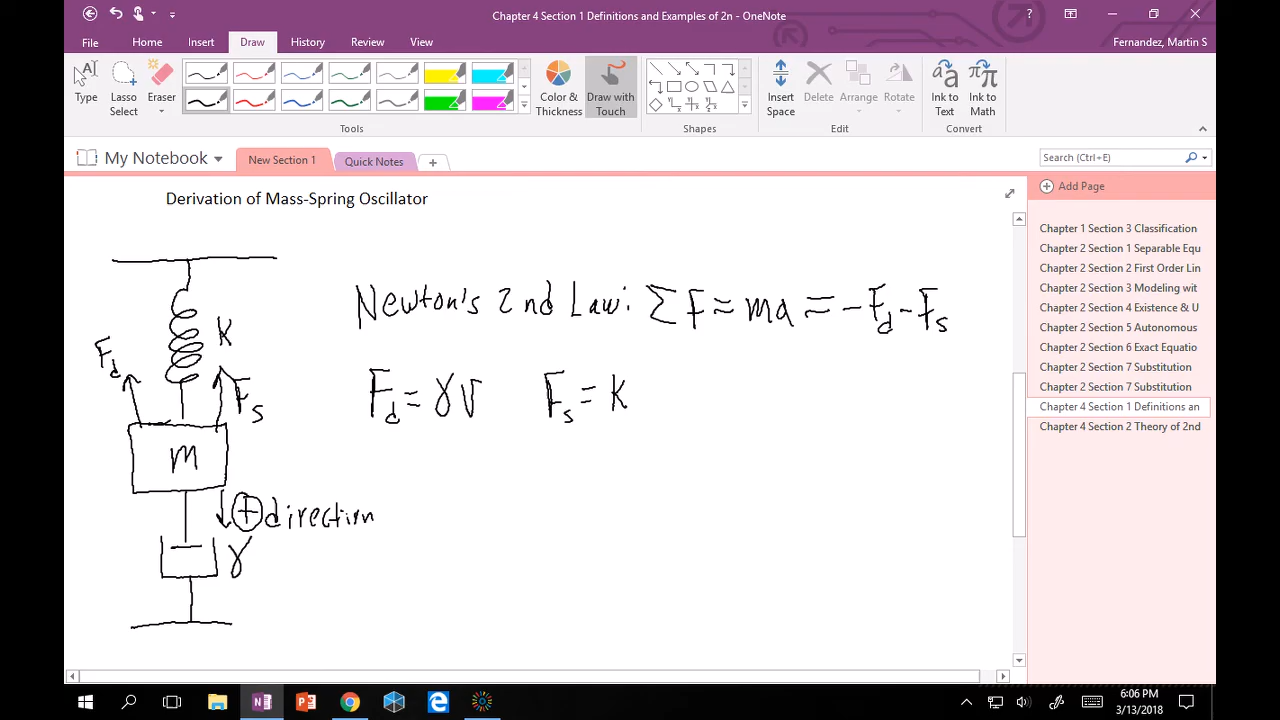 Chapter 4 Section 1 Definitions and Examples of 2n - OneNote
?
File Home Insert Draw History Review View
Fernandez, Martin S
Type
Lasso Select
Eraser
Color & Thickness
Draw with Touch
Insert Space
Delete
Arrange
Rotate
Ink to Text
Ink to Math
Tools
Shapes
Edit
Convert
My Notebook
New Section 1
Quick Notes
+
Search (Ctrl+E)
Add Page
Derivation of Mass-Spring Oscillator
Chapter 1 Section 3 Classification
Chapter 2 Section 1 Separable Equ
Chapter 2 Section 2 First Order Lin
Chapter 2 Section 3 Modeling wit
Chapter 2 Section 4 Existence & U
Chapter 2 Section 5 Autonomous
Chapter 2 Section 6 Exact Equatio
Chapter 2 Section 7 Substitution
Chapter 2 Section 7 Substitution
Chapter 4 Section 1 Definitions an
Chapter 4 Section 2 Theory of 2nd
Newton's 2nd Law: ΣF = ma = -Fd - Fs
K
Fd
Fs
Fd = γv Fs = K
m
+ direction
γ
6:06 PM
3/13/2018